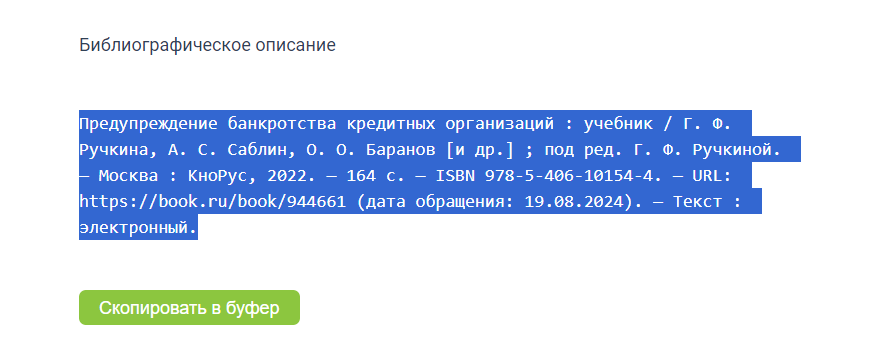 Библиографическое описание
Предупреждение банкротства кредитных организаций : учебник / Г. Ф.
Ручкина, А. С. Саблин, О. О. Баранов [и др.] ; под ред. Г. Ф. Ручкиной.
— Москва : КноРус, 2022. — 164 с. — ISBN 978-5-406-10154-4. — URL:
https://book.ru/book/944661 (дата обращения: 19.08.2024). — Текст :
электронный.
Скопировать в буфер